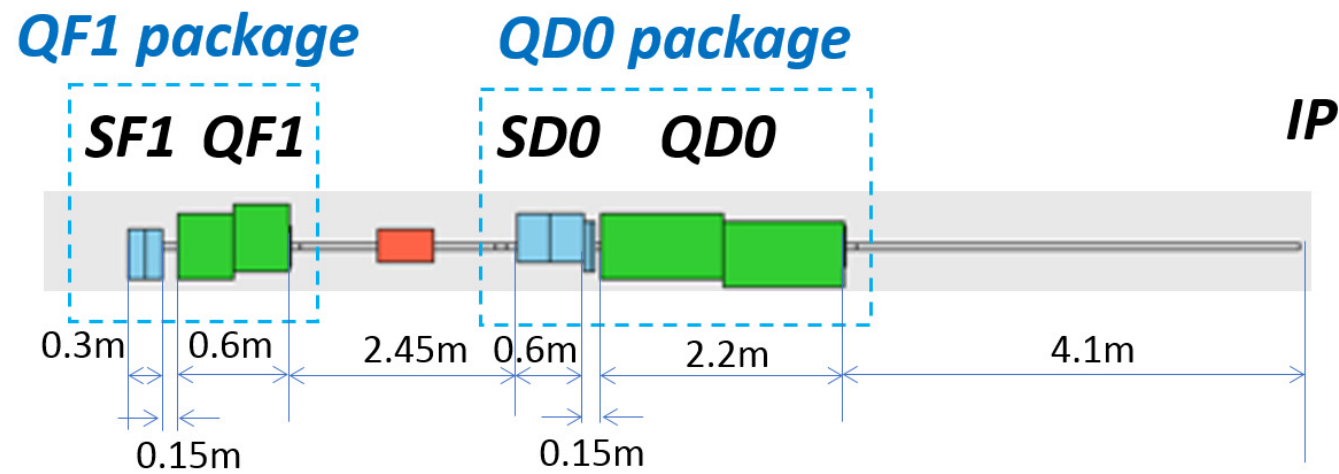 QF1 package QD0 package
SF1 QF1 SD0 QD0 IP
0.3m 0.6m 2.45m 0.6m 2.2m 4.1m
0.15m 0.15m